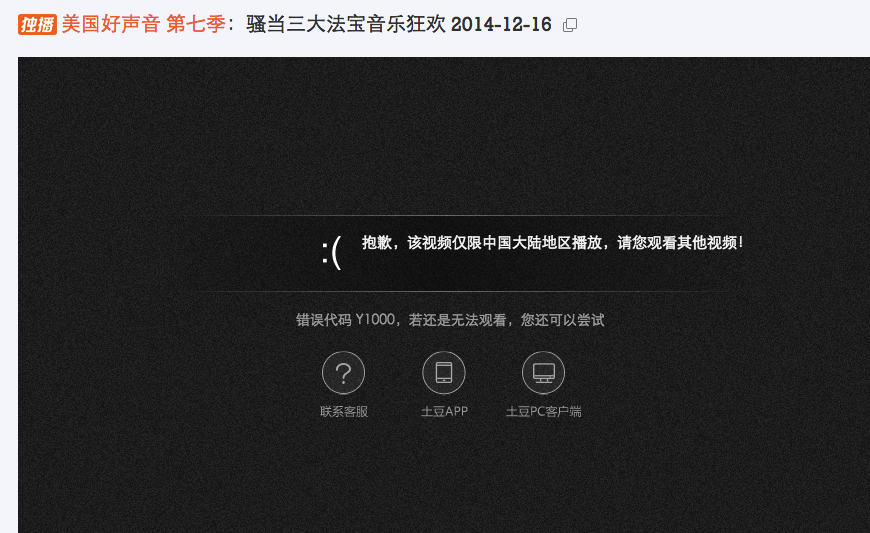 独播 美国好声音 第七季：骚当三大法宝音乐狂欢 2014-12-16
:( 抱歉，该视频仅限中国大陆地区播放，请您观看其他视频！
错误代码 Y1000，若还是无法观看，您还可以尝试
?
联系客服 土豆APP 土豆PC客户端